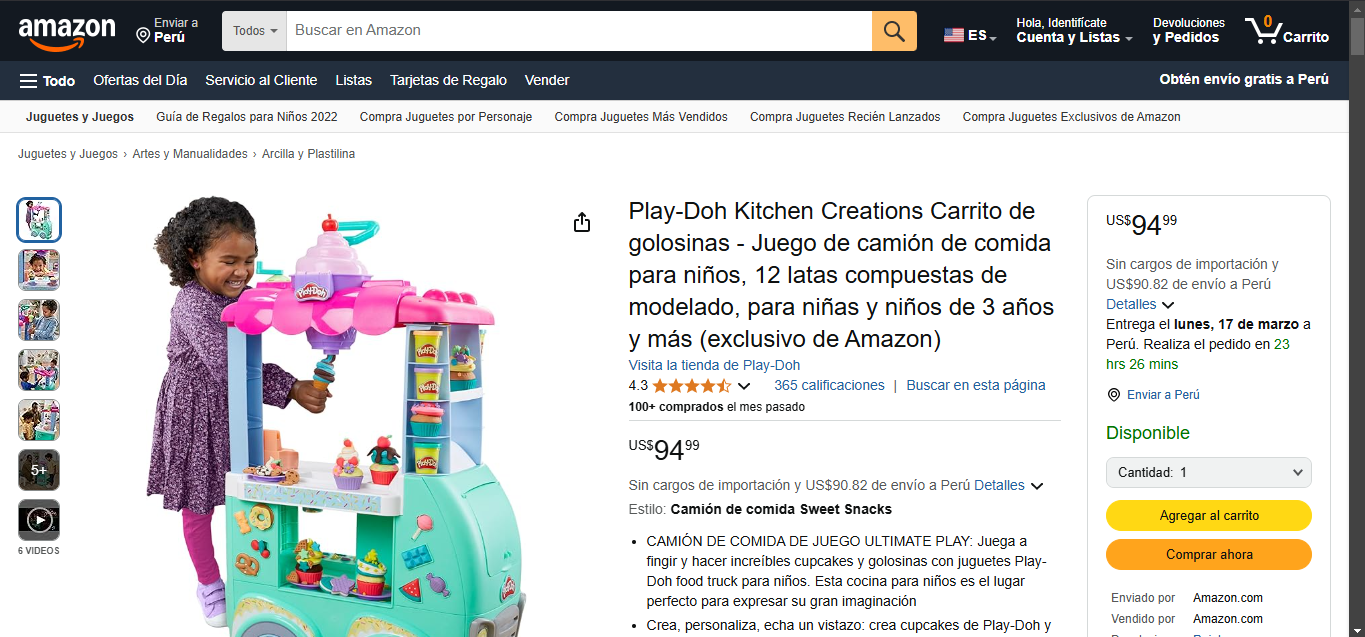 amazon
Enviar a
Perú
Todos
Buscar en Amazon
ES
Hola, Identifícate
Cuenta y Listas
Devoluciones
y Pedidos
0
Carrito
Todo
Ofertas del Día
Servicio al Cliente
Listas
Tarjetas de Regalo
Vender
Obtén envío gratis a Perú
Juguetes y Juegos
Guía de Regalos para Niños 2022
Compra Juguetes por Personaje
Compra Juguetes Más Vendidos
Compra Juguetes Recién Lanzados
Compra Juguetes Exclusivos de Amazon
Juguetes y Juegos › Artes y Manualidades › Arcilla y Plastilina
5+
6 VIDEOS
Play-Doh
Play-Doh
Play-Doh
Play-Doh
Play-Doh Kitchen Creations Carrito de
golosinas - Juego de camión de comida
para niños, 12 latas compuestas de
modelado, para niñas y niños de 3 años
y más (exclusivo de Amazon)
Visita la tienda de Play-Doh
4.3
365 calificaciones | Buscar en esta página
100+ comprados el mes pasado
US$9499
Sin cargos de importación y US$90.82 de envío a Perú Detalles
Estilo: Camión de comida Sweet Snacks
• CAMIÓN DE COMIDA DE JUEGO ULTIMATE PLAY: Juega a
fingir y hacer increíbles cupcakes y golosinas con juguetes Play-
Doh food truck para niños. Esta cocina para niños es el lugar
perfecto para expresar su gran imaginación
• Crea, personaliza, echa un vistazo: crea cupcakes de Play-Doh y
US$9499
Sin cargos de importación y
US$90.82 de envío a Perú
Detalles
Entrega el lunes, 17 de marzo a
Perú. Realiza el pedido en 23
hrs 26 mins
Enviar a Perú
Disponible
Cantidad: 1
Agregar al carrito
Comprar ahora
Enviado por Amazon.com
Vendido por Amazon.com